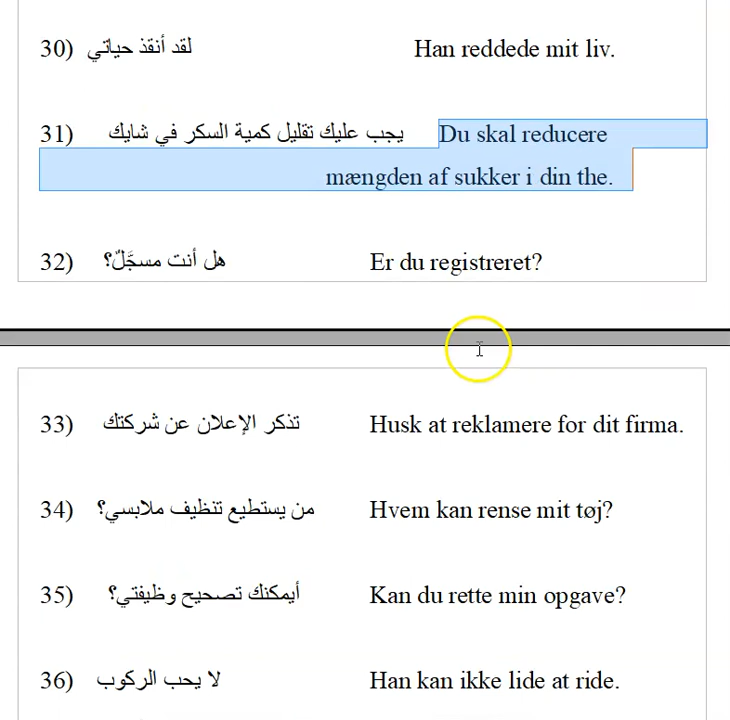 30) لقد أنقذ حياتي Han reddede mit liv.
31) يجب عليك تقليل كمية السكر في شايك Du skal reducere
mængden af sukker i din the.
32) هل أنت مسجَّلٌ؟ Er du registreret?
33) تذكر الإعلان عن شركتك Husk at reklamere for dit firma.
34) من يستطيع تنظيف ملابسي؟ Hvem kan rense mit tøj?
35) أيمكنك تصحيح وظيفتي؟ Kan du rette min opgave?
36) لا يحب الركوب Han kan ikke lide at ride.